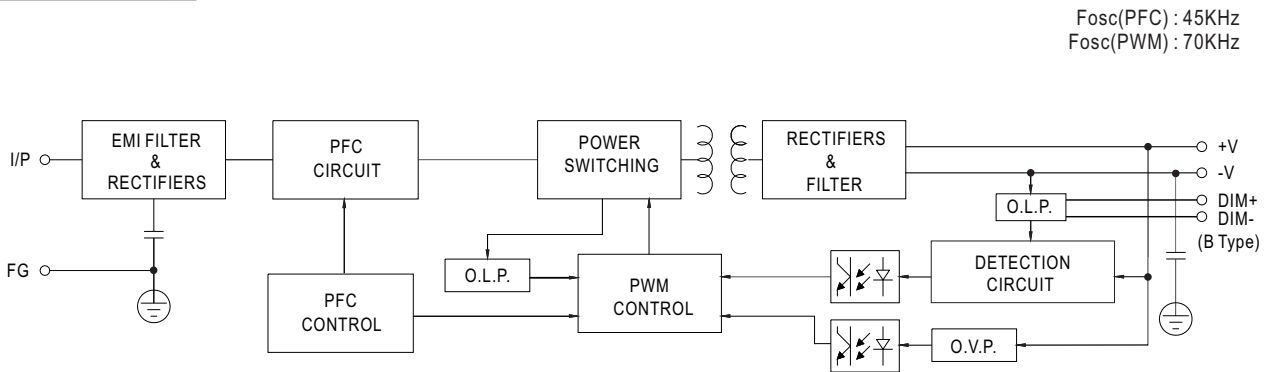 Fosc(PFC) : 45KHz
Fosc(PWM) : 70KHz
I/P
EMI FILTER
&
RECTIFIERS
PFC
CIRCUIT
POWER
SWITCHING
RECTIFIERS
&
FILTER
+V
-V
DIM+
DIM-
(B Type)
O.L.P.
FG
O.L.P.
PFC
CONTROL
PWM
CONTROL
DETECTION
CIRCUIT
O.V.P.